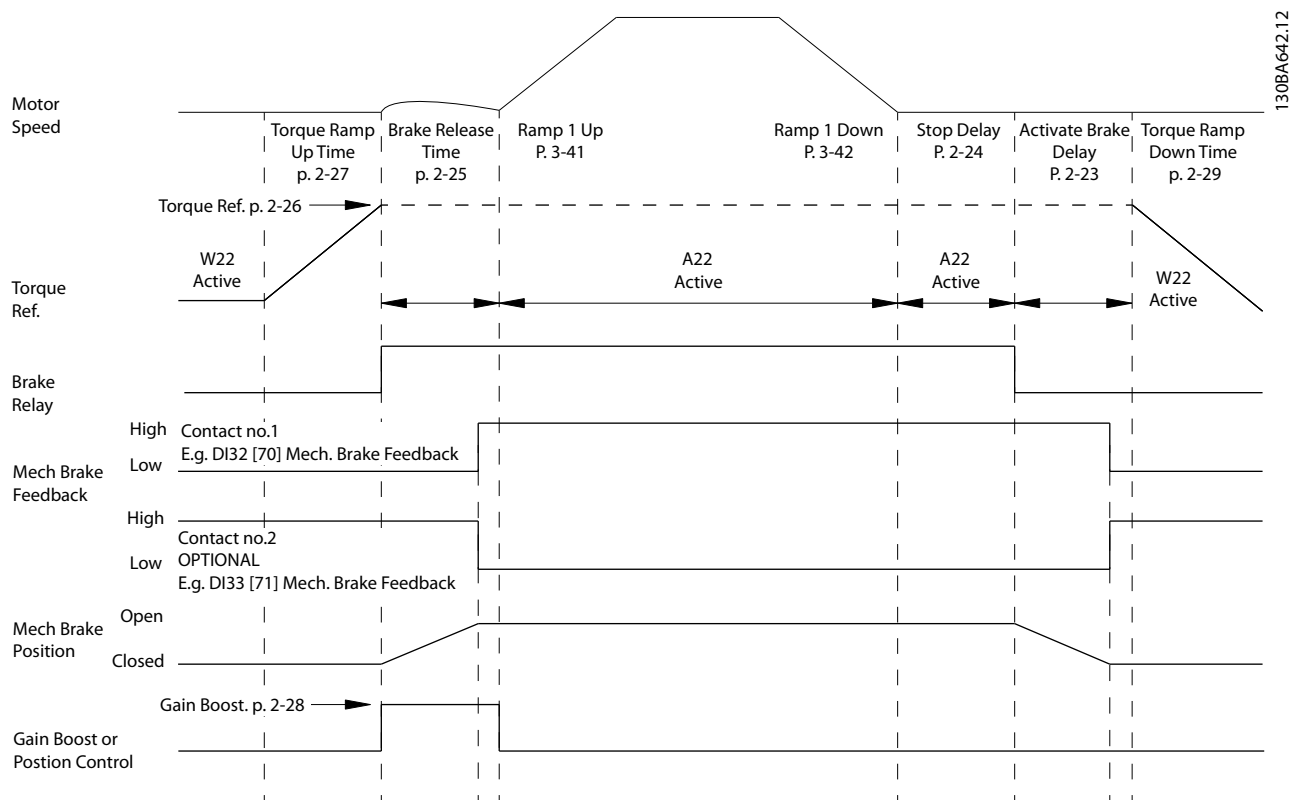 130BA642.12
Motor
Speed
Torque Ramp
Up Time
p. 2-27
Brake Release
Time
p. 2-25
Ramp 1 Up
P. 3-41
Ramp 1 Down
P. 3-42
Stop Delay
P. 2-24
Activate Brake
Delay
P. 2-23
Torque Ramp
Down Time
p. 2-29
Torque Ref. p. 2-26
W22
Active
A22
Active
A22
Active
W22
Active
Torque
Ref.
Brake
Relay
High
Contact no.1
E.g. DI32 [70] Mech. Brake Feedback
Low
Mech Brake
Feedback
High
Contact no.2
Low
OPTIONAL
E.g. DI33 [71] Mech. Brake Feedback
Open
Mech Brake
Position
Closed
Gain Boost. p. 2-28
Gain Boost or
Postion Control